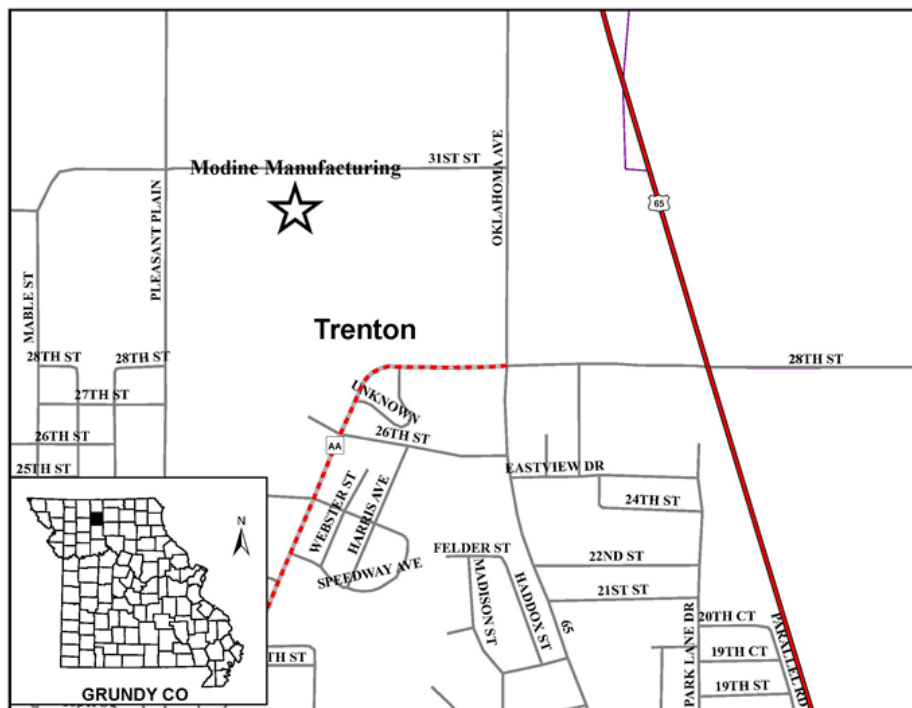 31ST ST
Modine Manufacturing
OKLAHOMA AVE
65
PLEASANT PLAIN
MABLE ST
Trenton
28TH ST
28TH ST
28TH ST
27TH ST
UNKNOWN
26TH ST
26TH ST
AA
25TH ST
EASTVIEW DR
24TH ST
WEBSTER ST
HARRIS AVE
N
FELDER ST
22ND ST
SPEEDWAY AVE
MADISON ST
HADDOX ST
21ST ST
65
20TH CT
PARK LANE DR
PARALLEL RD
19TH CT
TH ST
19TH ST
GRUNDY CO